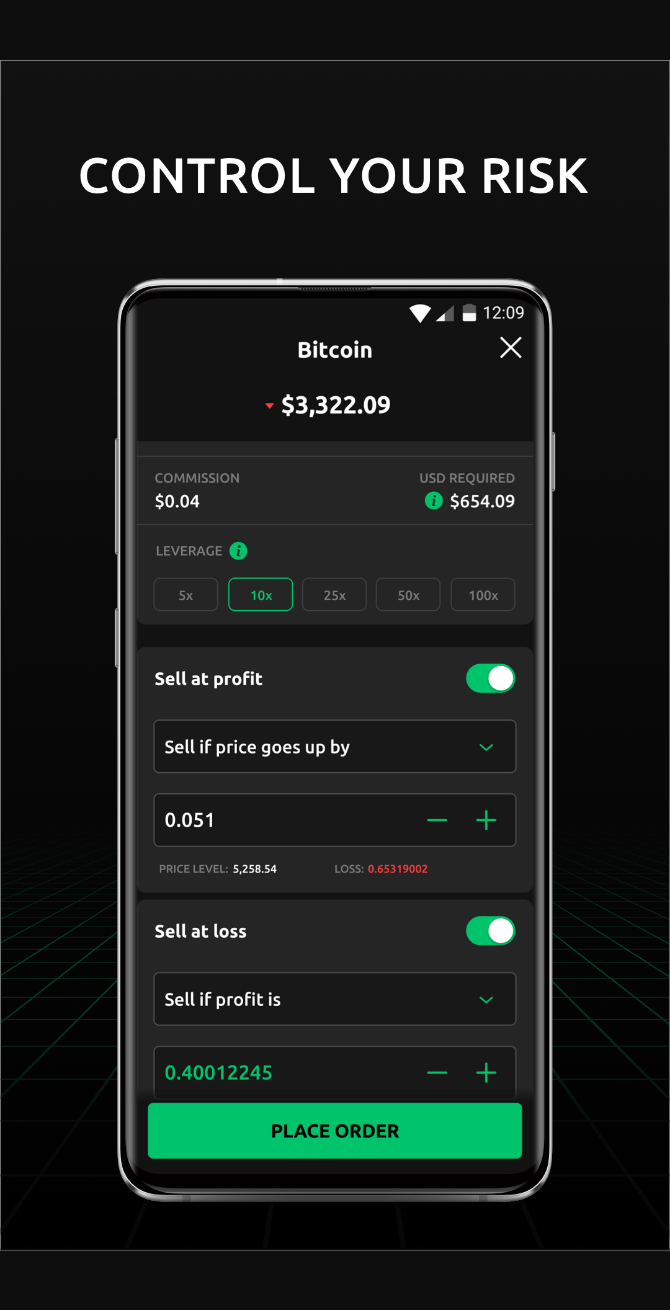 CONTROL YOUR RISK
12:09
Bitcoin
$3,322.09
COMMISSION USD REQUIRED
$0.04 i $654.09
LEVERAGE i
5x 10x 25x 50x 100x
Sell at profit
Sell if price goes up by
0.051
PRICE LEVEL: 5,258.54 LOSS: 0.65319002
Sell at loss
Sell if profit is
0.40012245
PLACE ORDER